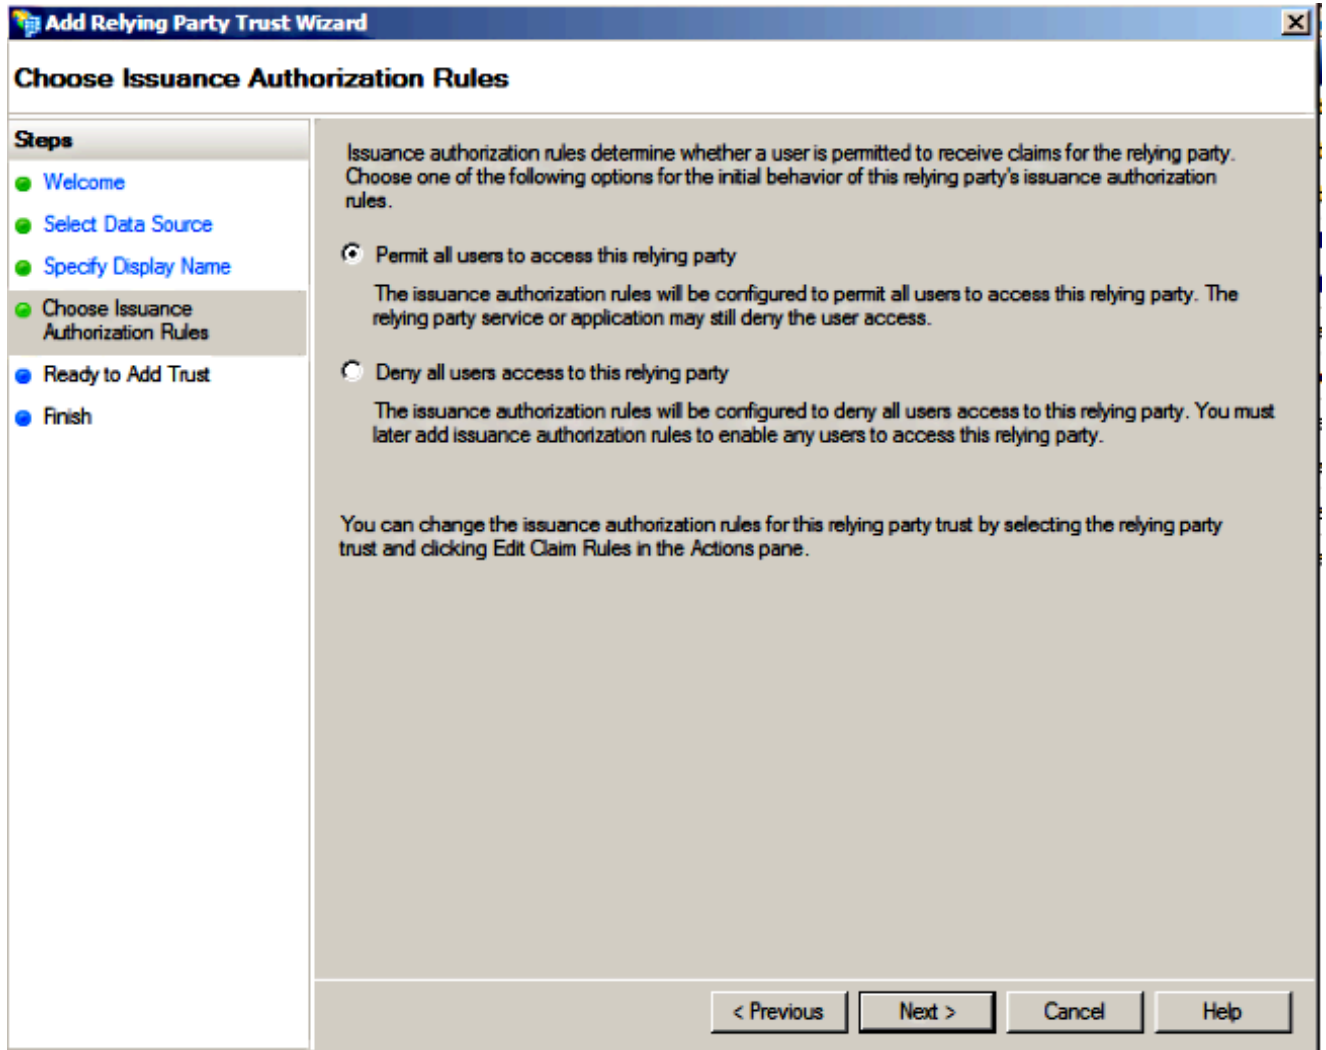 Add Relying Party Trust Wizard
Choose Issuance Authorization Rules
Steps
Welcome
Select Data Source
Specify Display Name
Choose Issuance
Authorization Rules
Ready to Add Trust
Finish
Issuance authorization rules determine whether a user is permitted to receive claims for the relying party.
Choose one of the following options for the initial behavior of this relying party's issuance authorization
rules.
Permit all users to access this relying party
The issuance authorization rules will be configured to permit all users to access this relying party. The
relying party service or application may still deny the user access.
Deny all users access to this relying party
The issuance authorization rules will be configured to deny all users access to this relying party. You must
later add issuance authorization rules to enable any users to access this relying party.
You can change the issuance authorization rules for this relying party trust by selecting the relying party
trust and clicking Edit Claim Rules in the Actions pane.
< Previous
Next >
Cancel
Help